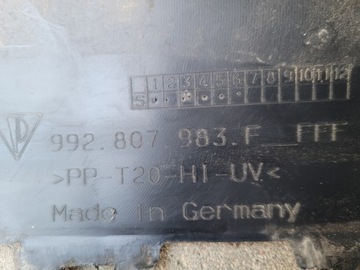 1 2 3 4 5 6 7 8 9 10 11 12
S
992.807.983.F FFF
>PP-T20-HI-UV<
Made In Germany